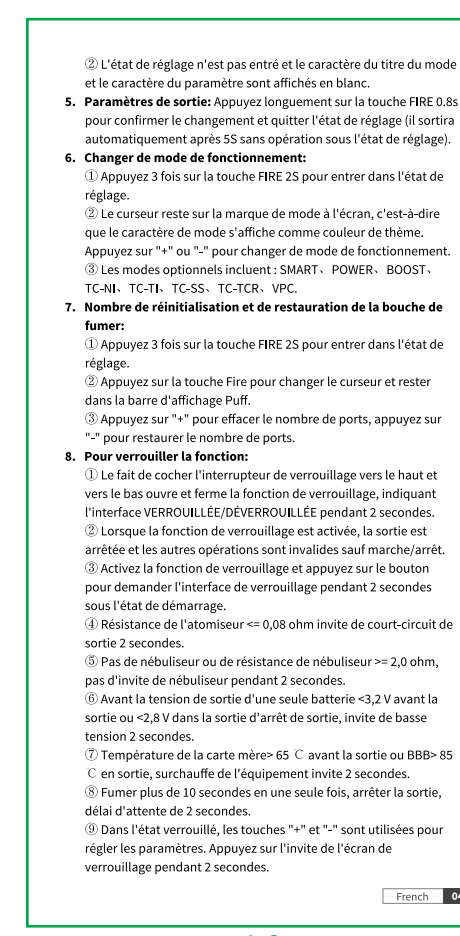 ② L'état de réglage n'est pas entré et le caractère du titre du mode
et le caractère du paramètre sont affichés en blanc.
5. Paramètres de sortie: Appuyez longuement sur la touche FIRE 0.8s
pour confirmer le changement et quitter l'état de réglage (il sortira
automatiquement après 5S sans opération sous l'état de réglage).
6. Changer de mode de fonctionnement:
① Appuyez 3 fois sur la touche FIRE 2S pour entrer dans l'état de
réglage.
② Le curseur reste sur la marque de mode à l'écran, c'est-à-dire
que le caractère de mode s'affiche comme couleur de thème.
Appuyez sur "+" ou "-" pour changer de mode de fonctionnement.
③ Les modes optionnels incluent : SMART、POWER、BOOST、
TC-NI、TC-TI、TC-SS、TC-TCR、VPC.
7. Nombre de réinitialisation et de restauration de la bouche de
fumer:
① Appuyez 3 fois sur la touche FIRE 2S pour entrer dans l'état de
réglage.
② Appuyez sur la touche Fire pour changer le curseur et rester
dans la barre d'affichage Puff.
③ Appuyez sur "+" pour effacer le nombre de ports, appuyez sur
"-" pour restaurer le nombre de ports.
8. Pour verrouiller la fonction:
① Le fait de cocher l'interrupteur de verrouillage vers le haut et
vers le bas ouvre et ferme la fonction de verrouillage, indiquant
l'interface VERROUILLÉE/DÉVERROUILLÉE pendant 2 secondes.
② Lorsque la fonction de verrouillage est activée, la sortie est
arrêtée et les autres opérations sont invalides sauf marche/arrêt.
③ Activez la fonction de verrouillage et appuyez sur le bouton
pour demander l'interface de verrouillage pendant 2 secondes
sous l'état de démarrage.
④ Résistance de l'atomiseur <= 0,08 ohm invite de court-circuit de
sortie 2 secondes.
⑤ Pas de nébuliseur ou de résistance de nébuliseur >= 2,0 ohm,
pas d'invite de nébuliseur pendant 2 secondes.
⑥ Avant la tension de sortie d'une seule batterie <3,2 V avant la
sortie ou <2,8 V dans la sortie d'arrêt de sortie, invite de basse
tension 2 secondes.
⑦ Température de la carte mère> 65 ℃ avant la sortie ou BBB> 85
℃ en sortie, surchauffe de l'équipement invite 2 secondes.
⑧ Fumer plus de 10 secondes en une seule fois, arrêter la sortie,
délai d'attente de 2 secondes.
⑨ Dans l'état verrouillé, les touches "+" et "-" sont utilisées pour
régler les paramètres. Appuyez sur l'invite de l'écran de
verrouillage pendant 2 secondes.
French 04